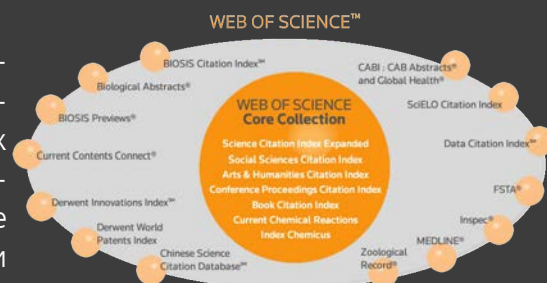 WEB OF SCIENCE™
BIOSIS Citation Index℠
Biological Abstracts®
BIOSIS Previews®
Current Contents Connect®
Derwent Innovations Index℠
Derwent World
Patents Index
Chinese Science
Citation Database℠
WEB OF SCIENCE
Core Collection
Science Citation Index Expanded
Social Sciences Citation Index
Arts & Humanities Citation Index
Conference Proceedings Citation Index
Book Citation Index
Current Chemical Reactions
Index Chemicus
CABI : CAB Abstracts®
and Global Health®
SciELO Citation Index
Data Citation Index℠
FSTA®
Inspec®
MEDLINE®
Zoological
Record®